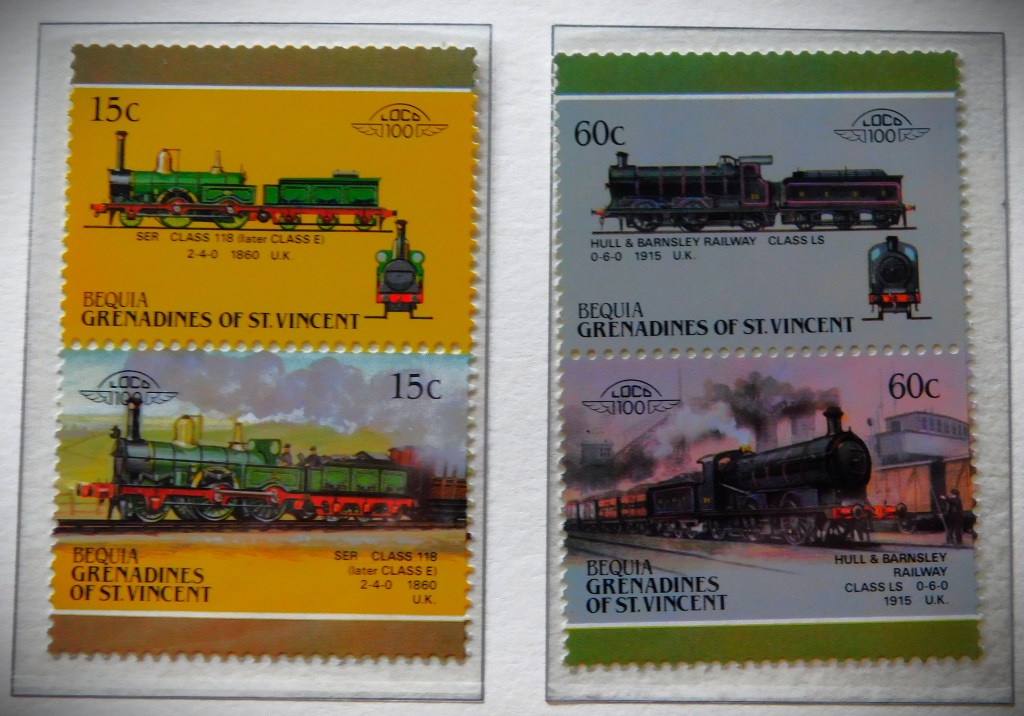 15c
LOCO
100
SER CLASS 118 (later CLASS E)
2-4-0 1860 U.K.
BEQUIA
GRENADINES OF ST. VINCENT
LOCO
100
15c
BEQUIA
GRENADINES
OF ST. VINCENT
SER CLASS 118
(later CLASS E)
2-4-0 1860
U.K.
60c
LOCO
100
HULL & BARNSLEY RAILWAY CLASS LS
0-6-0 1915 U.K.
BEQUIA
GRENADINES OF ST. VINCENT
LOCO
100
60c
BEQUIA
GRENADINES
OF ST. VINCENT
HULL & BARNSLEY
RAILWAY
CLASS LS 0-6-0
1915 U.K.